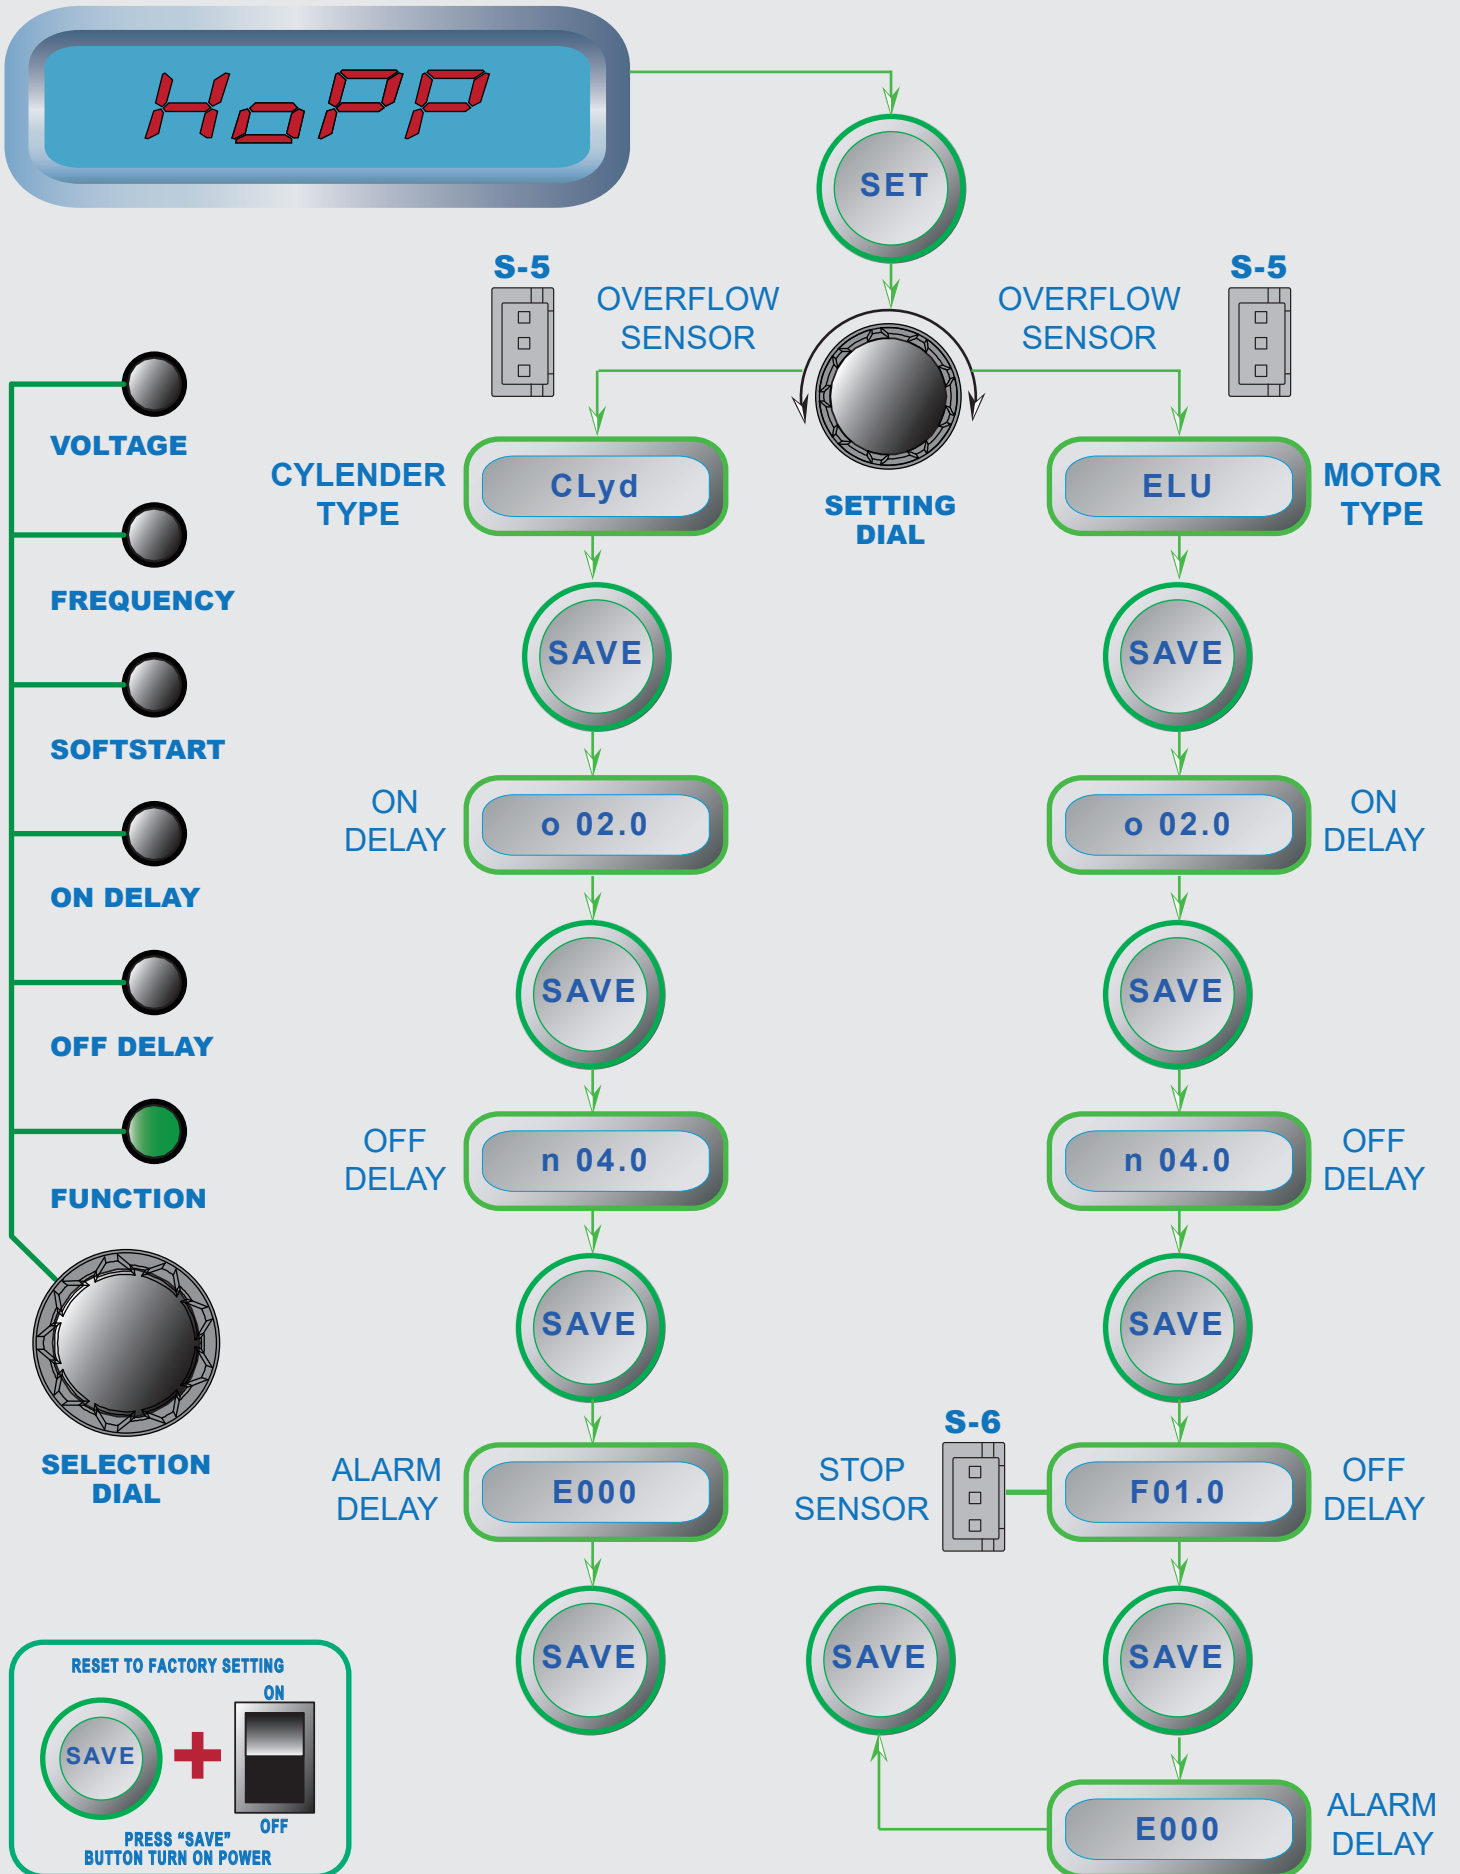 HoPP
SET
S-5
OVERFLOW
SENSOR
OVERFLOW
SENSOR
S-5
VOLTAGE
FREQUENCY
SOFTSTART
ON DELAY
OFF DELAY
FUNCTION
SELECTION
DIAL
SETTING
DIAL
CYLENDER
TYPE
CLyd
SAVE
ON
DELAY
o 02.0
SAVE
OFF
DELAY
n 04.0
SAVE
ALARM
DELAY
E000
SAVE
ELU
MOTOR
TYPE
SAVE
o 02.0
ON
DELAY
SAVE
n 04.0
OFF
DELAY
SAVE
S-6
STOP
SENSOR
F01.0
OFF
DELAY
SAVE
SAVE
E000
ALARM
DELAY
RESET TO FACTORY SETTING
ON
SAVE
OFF
PRESS “SAVE”
BUTTON TURN ON POWER